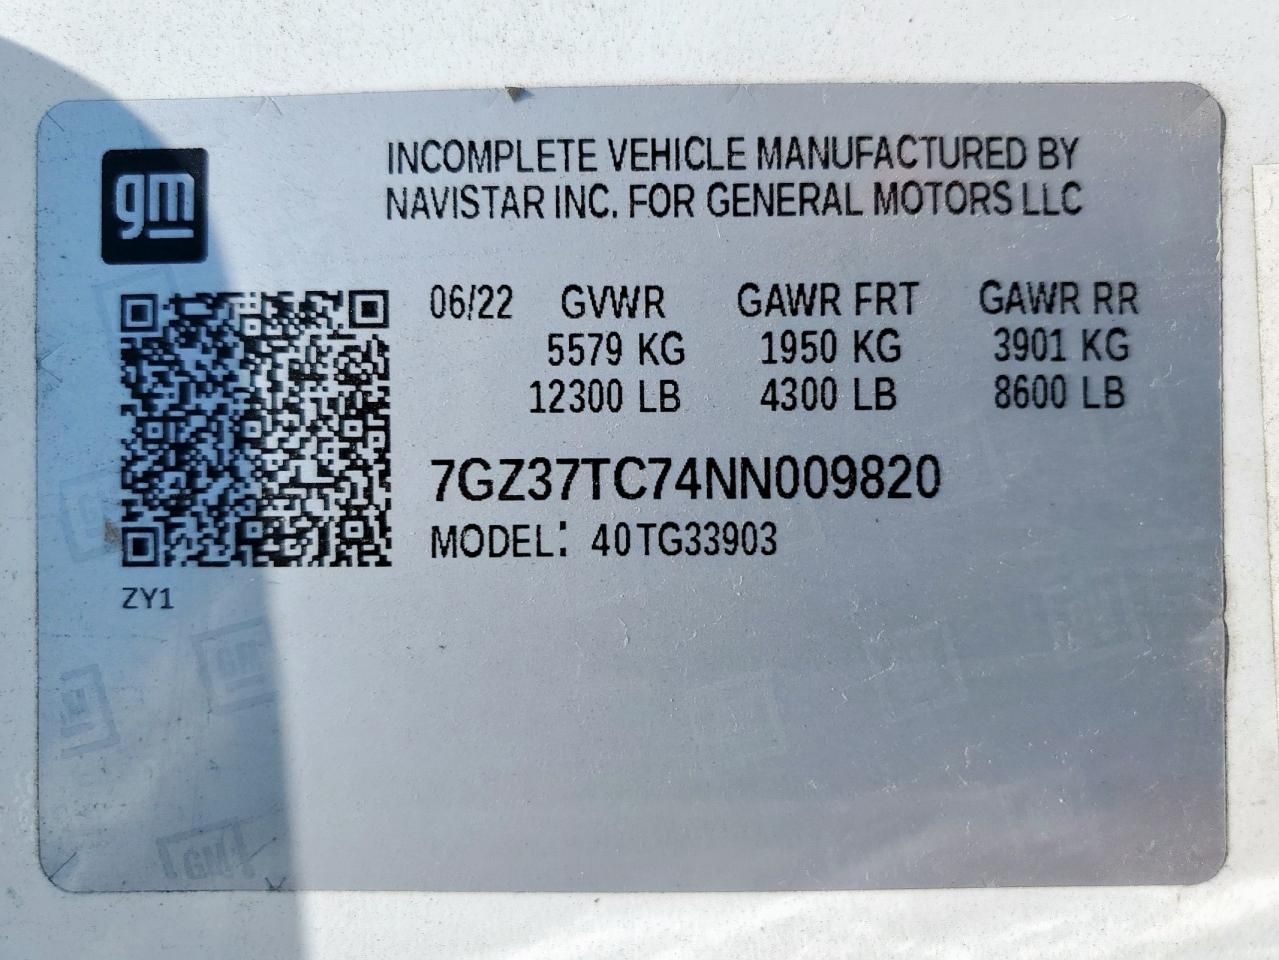 gm
INCOMPLETE VEHICLE MANUFACTURED BY
NAVISTAR INC. FOR GENERAL MOTORS LLC
06/22 GVWR GAWR FRT GAWR RR
5579 KG 1950 KG 3901 KG
12300 LB 4300 LB 8600 LB
7GZ37TC74NN009820
MODEL: 40TG33903
ZY1